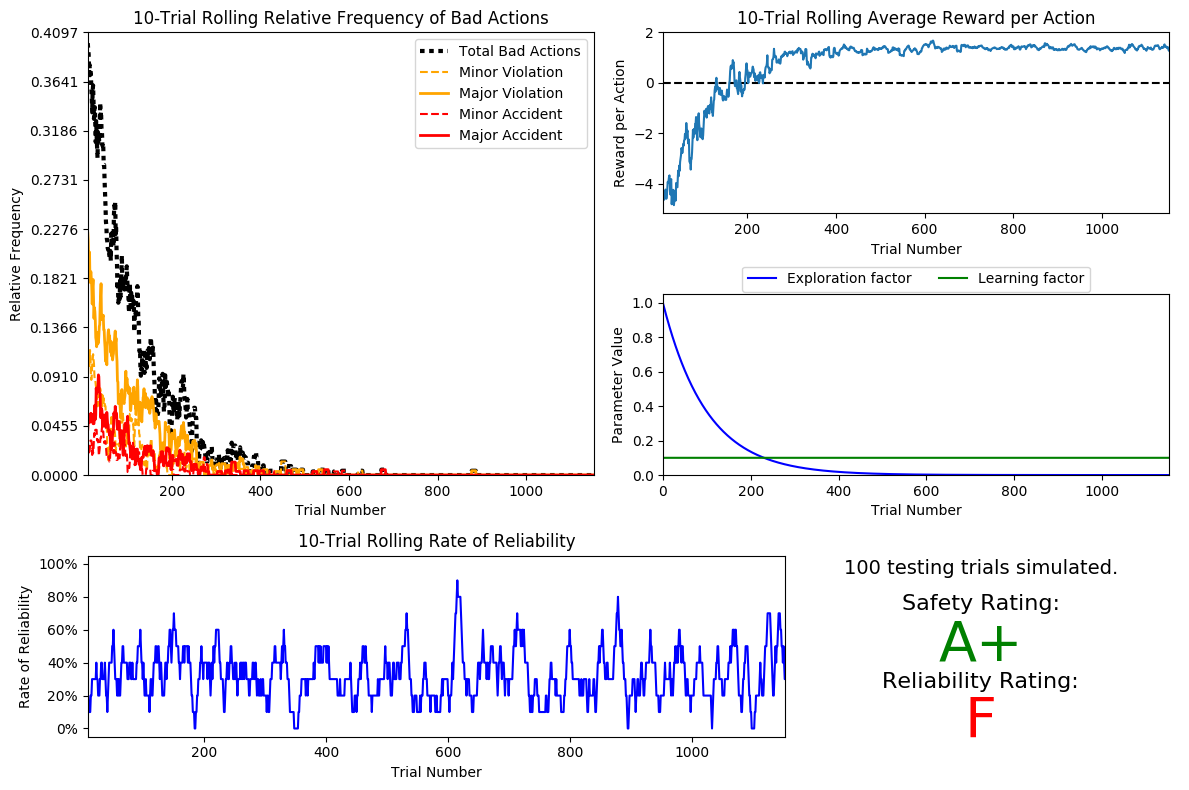 10-Trial Rolling Relative Frequency of Bad Actions
0.4097
0.3641
0.3186
0.2731
0.2276
0.1821
0.1366
0.0910
0.0455
0.0000
Relative Frequency
Total Bad Actions
Minor Violation
Major Violation
Minor Accident
Major Accident
200 400 600 800 1000
Trial Number
10-Trial Rolling Average Reward per Action
2
0
−2
−4
Reward per Action
200 400 600 800 1000
Trial Number
Exploration factor Learning factor
1.0
0.8
0.6
0.4
0.2
0.0
Parameter Value
0 200 400 600 800 1000
Trial Number
10-Trial Rolling Rate of Reliability
100%
80%
60%
40%
20%
0%
Rate of Reliability
200 400 600 800 1000
Trial Number
100 testing trials simulated.
Safety Rating:
A+
Reliability Rating:
F